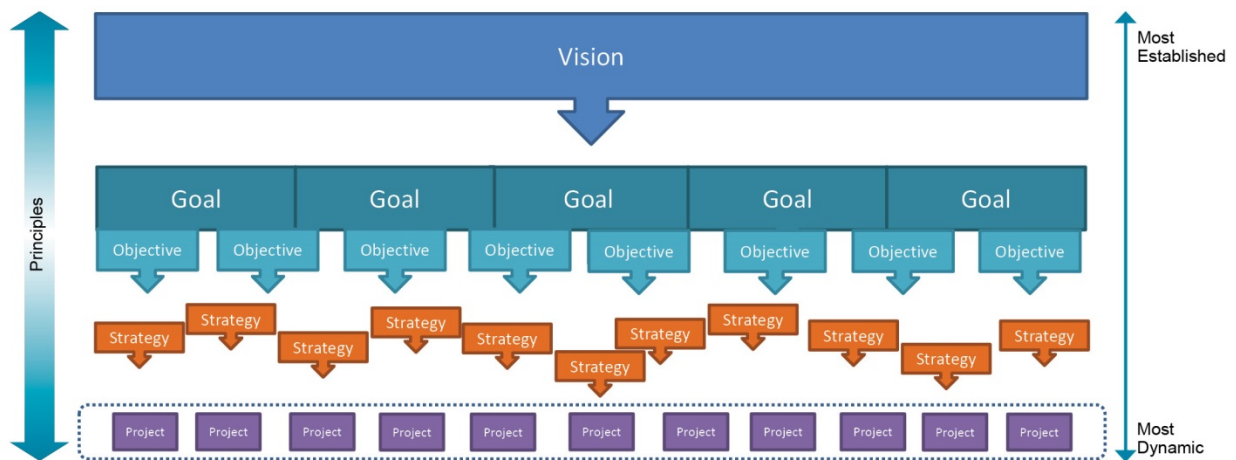 Most
Established
Vision
Principles
Goal Goal Goal Goal Goal
Objective Objective Objective Objective Objective Objective Objective Objective
Strategy Strategy Strategy Strategy Strategy Strategy Strategy Strategy Strategy Strategy Strategy
Project Project Project Project Project Project Project Project Project Project Project
Most
Dynamic